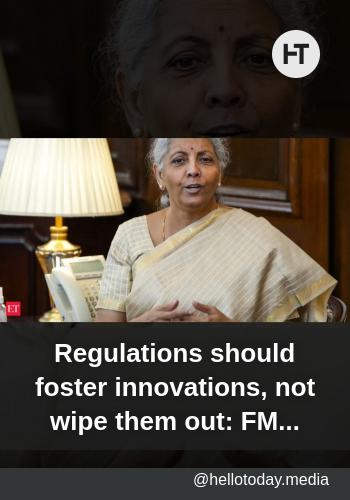 HT
ET
Regulations should
foster innovations, not
wipe them out: FM...
@hellotoday.media